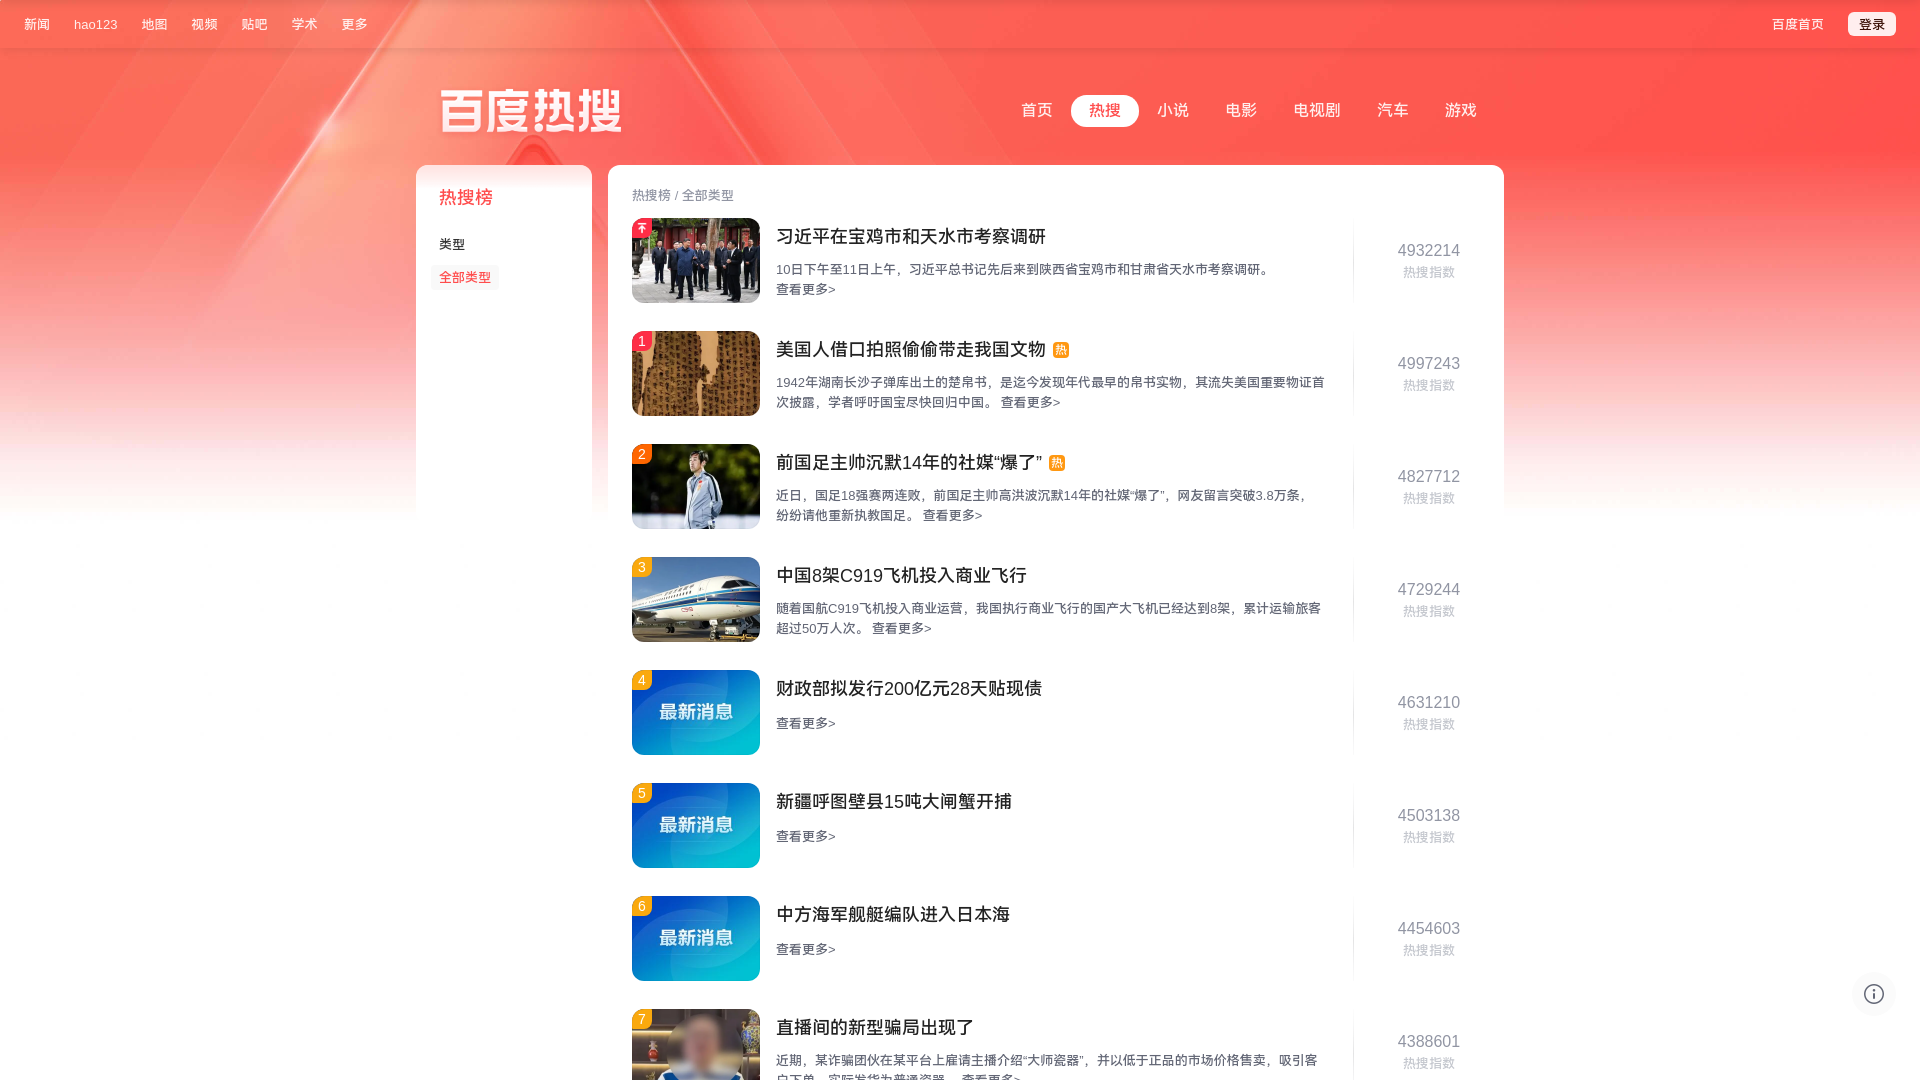 新闻 hao123 地图 视频 贴吧 学术 更多 百度首页 登录
百度热搜
首页 热搜 小说 电影 电视剧 汽车 游戏
热搜榜
类型
全部类型
热搜榜 / 全部类型
习近平在宝鸡市和天水市考察调研
10日下午至11日上午，习近平总书记先后来到陕西省宝鸡市和甘肃省天水市考察调研。
查看更多>
4932214
热搜指数
1
美国人借口拍照偷偷带走我国文物 热
1942年湖南长沙子弹库出土的楚帛书，是迄今发现年代最早的帛书实物，其流失美国重要物证首
次披露，学者呼吁国宝尽快回归中国。 查看更多>
4997243
热搜指数
2
前国足主帅沉默14年的社媒“爆了” 热
近日，国足18强赛两连败，前国足主帅高洪波沉默14年的社媒“爆了”，网友留言突破3.8万条，
纷纷请他重新执教国足。 查看更多>
4827712
热搜指数
3
中国8架C919飞机投入商业飞行
随着国航C919飞机投入商业运营，我国执行商业飞行的国产大飞机已经达到8架，累计运输旅客
超过50万人次。 查看更多>
4729244
热搜指数
4
最新消息
财政部拟发行200亿元28天贴现债
查看更多>
4631210
热搜指数
5
最新消息
新疆呼图壁县15吨大闸蟹开捕
查看更多>
4503138
热搜指数
6
最新消息
中方海军舰艇编队进入日本海
查看更多>
4454603
热搜指数
7
直播间的新型骗局出现了
近期，某诈骗团伙在某平台上雇请主播介绍“大师瓷器”，并以低于正品的市场价格售卖，吸引客
户下单，实际发货为普通瓷器。 查看更多>
4388601
热搜指数